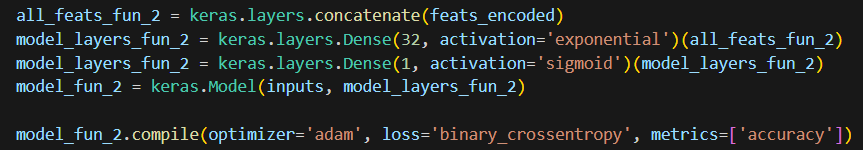 all_feats_fun_2 = keras.layers.concatenate(feats_encoded)
model_layers_fun_2 = keras.layers.Dense(32, activation='exponential')(all_feats_fun_2)
model_layers_fun_2 = keras.layers.Dense(1, activation='sigmoid')(model_layers_fun_2)
model_fun_2 = keras.Model(inputs, model_layers_fun_2)
model_fun_2.compile(optimizer='adam', loss='binary_crossentropy', metrics=['accuracy'])